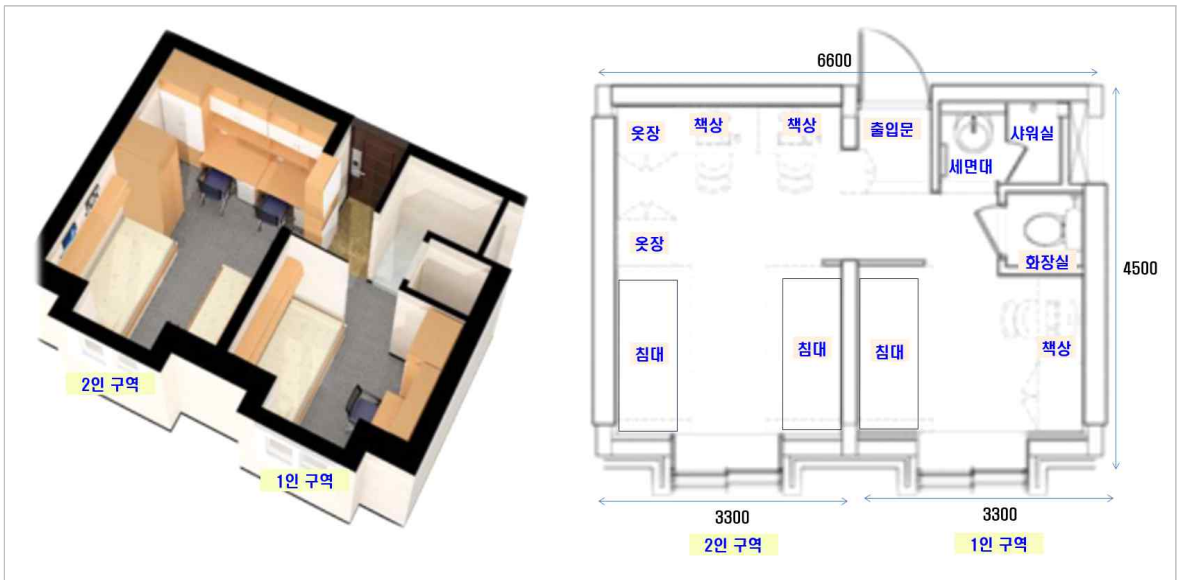 2인 구역
1인 구역
6600
옷장
책상
책상
출입문
세면대
샤워실
옷장
화장실
4500
침대
침대
침대
책상
3300
3300
2인 구역
1인 구역